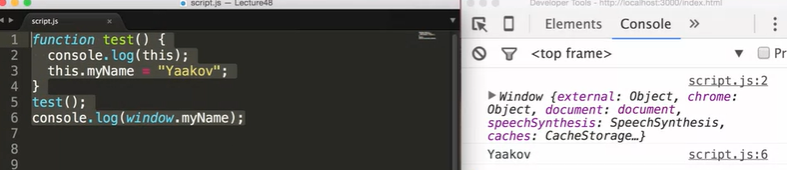 script.js — Lecture48
script.js
1 function test() {
2 console.log(this);
3 this.myName = "Yaakov";
4 }
5 test();
6 console.log(window.myName);
7
8
9
Developer Tools - http://localhost:3000/index.html
Elements Console »
<top frame> Pr
script.js:2
Window {external: Object, chrome:
Object, document: document,
speechSynthesis: SpeechSynthesis,
caches: CacheStorage…}
Yaakov script.js:6